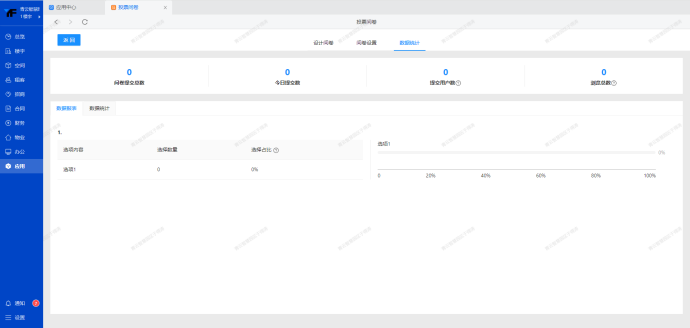 应用中心
投票问卷
投票问卷
返 回
设计问卷
问卷设置
数据统计
0
问卷提交总数
0
今日提交数
0
提交用户数
0
浏览总数
数据报表
数据统计
1.
选项内容
选择数量
选择占比
选项1
0
0%
选项1
0%
0
20%
40%
60%
80%
100%
总览
楼宇
空间
租客
招商
合同
财务
物业
办公
应用
通知
设置